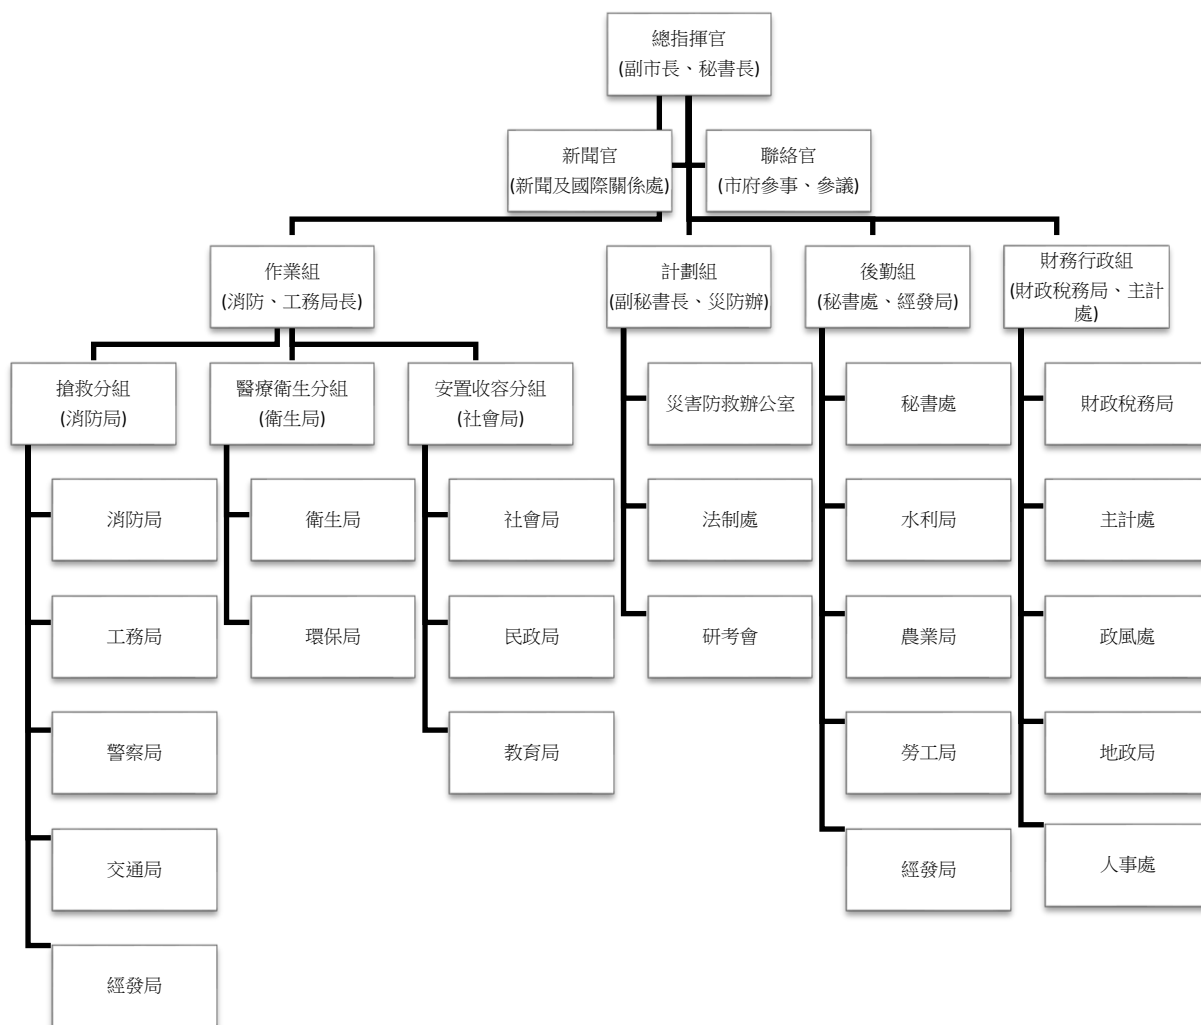 總指揮官
(副市長、秘書長)
新聞官
(新聞及國際關係處)
聯絡官
(市府參事、參議)
作業組
(消防、工務局長)
計劃組
(副秘書長、災防辦)
後勤組
(秘書處、經發局)
財務行政組
(財政稅務局、主計
處)
搶救分組
(消防局)
醫療衛生分組
(衛生局)
安置收容分組
(社會局)
消防局
工務局
警察局
交通局
經發局
衛生局
環保局
社會局
民政局
教育局
災害防救辦公室
法制處
研考會
秘書處
水利局
農業局
勞工局
經發局
財政稅務局
主計處
政風處
地政局
人事處